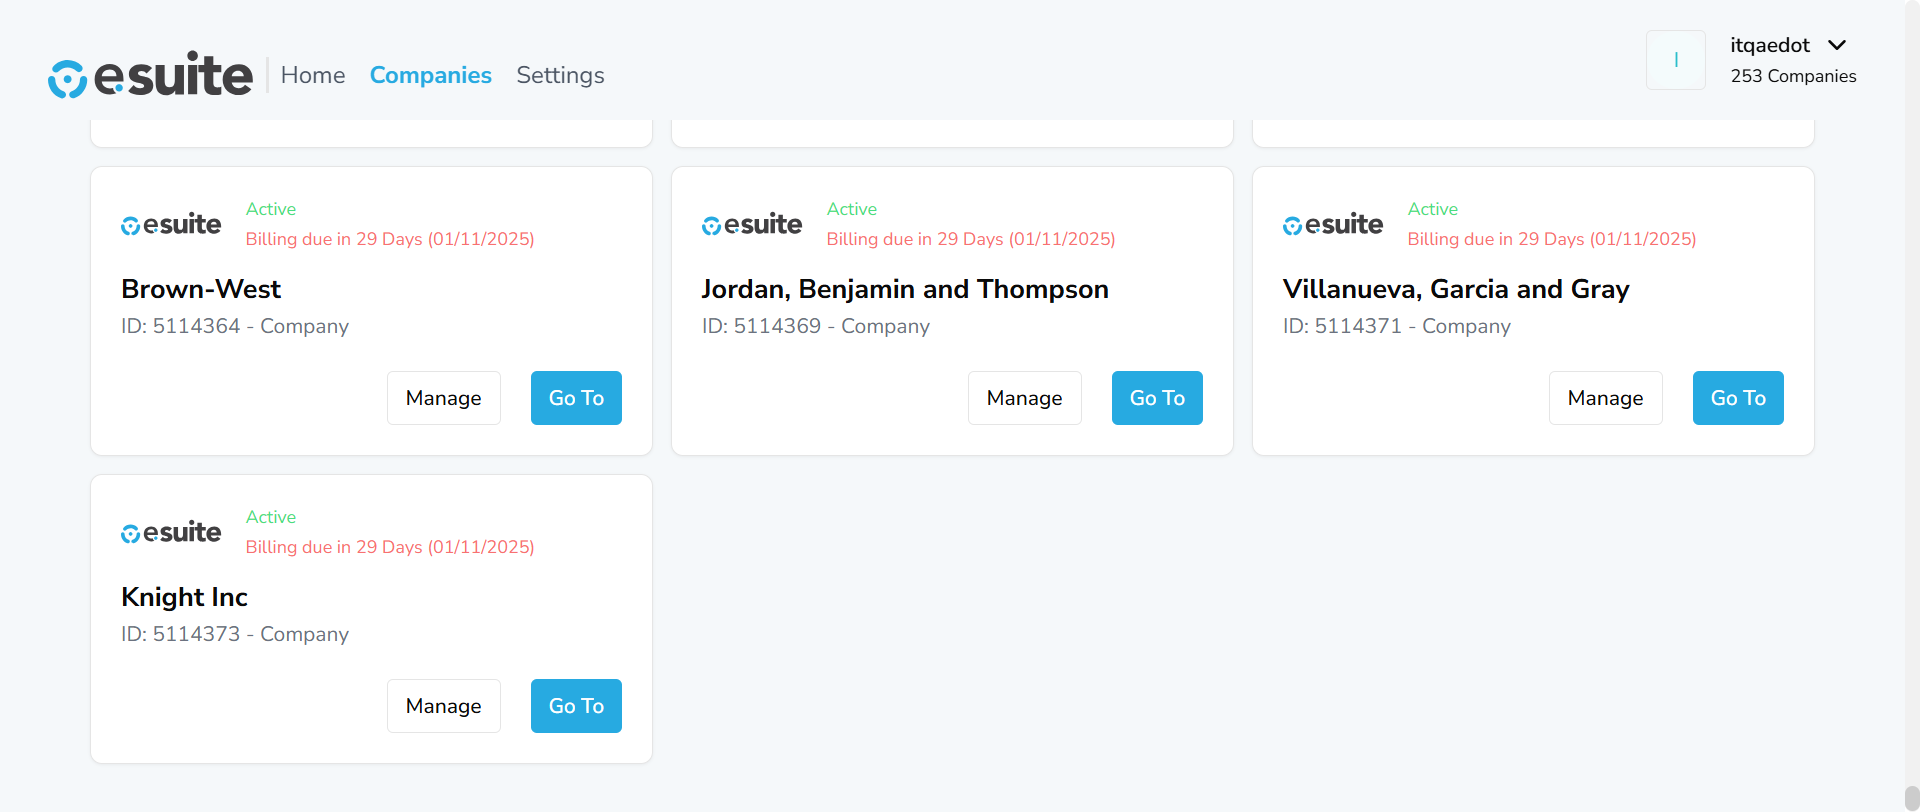 esuite Home Companies Settings
I
itqaedot
253 Companies
esuite
Active
Billing due in 29 Days (01/11/2025)
Brown-West
ID: 5114364 - Company
Manage Go To
esuite
Active
Billing due in 29 Days (01/11/2025)
Jordan, Benjamin and Thompson
ID: 5114369 - Company
Manage Go To
esuite
Active
Billing due in 29 Days (01/11/2025)
Villanueva, Garcia and Gray
ID: 5114371 - Company
Manage Go To
esuite
Active
Billing due in 29 Days (01/11/2025)
Knight Inc
ID: 5114373 - Company
Manage Go To